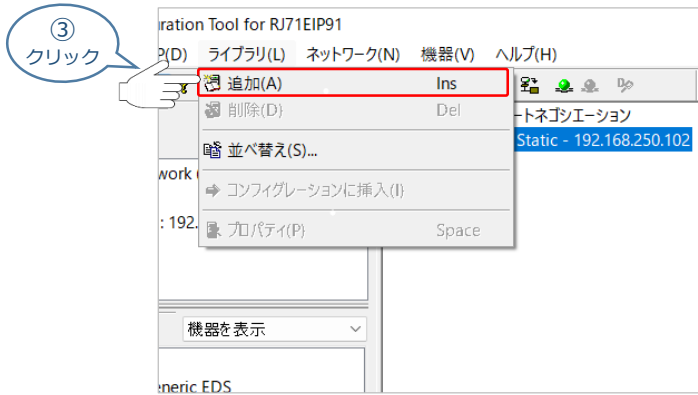 ③
クリック
ration Tool for RJ71EIP91
P(D) ライブラリ(L) ネットワーク(N) 機器(V) ヘルプ(H)
追加(A) Ins
削除(D) Del
並べ替え(S)...
コンフィグレーションに挿入(I)
プロパティ(P) Space
ートネゴシエーション
Static - 192.168.250.102
work
: 192.
機器を表示
eneric EDS